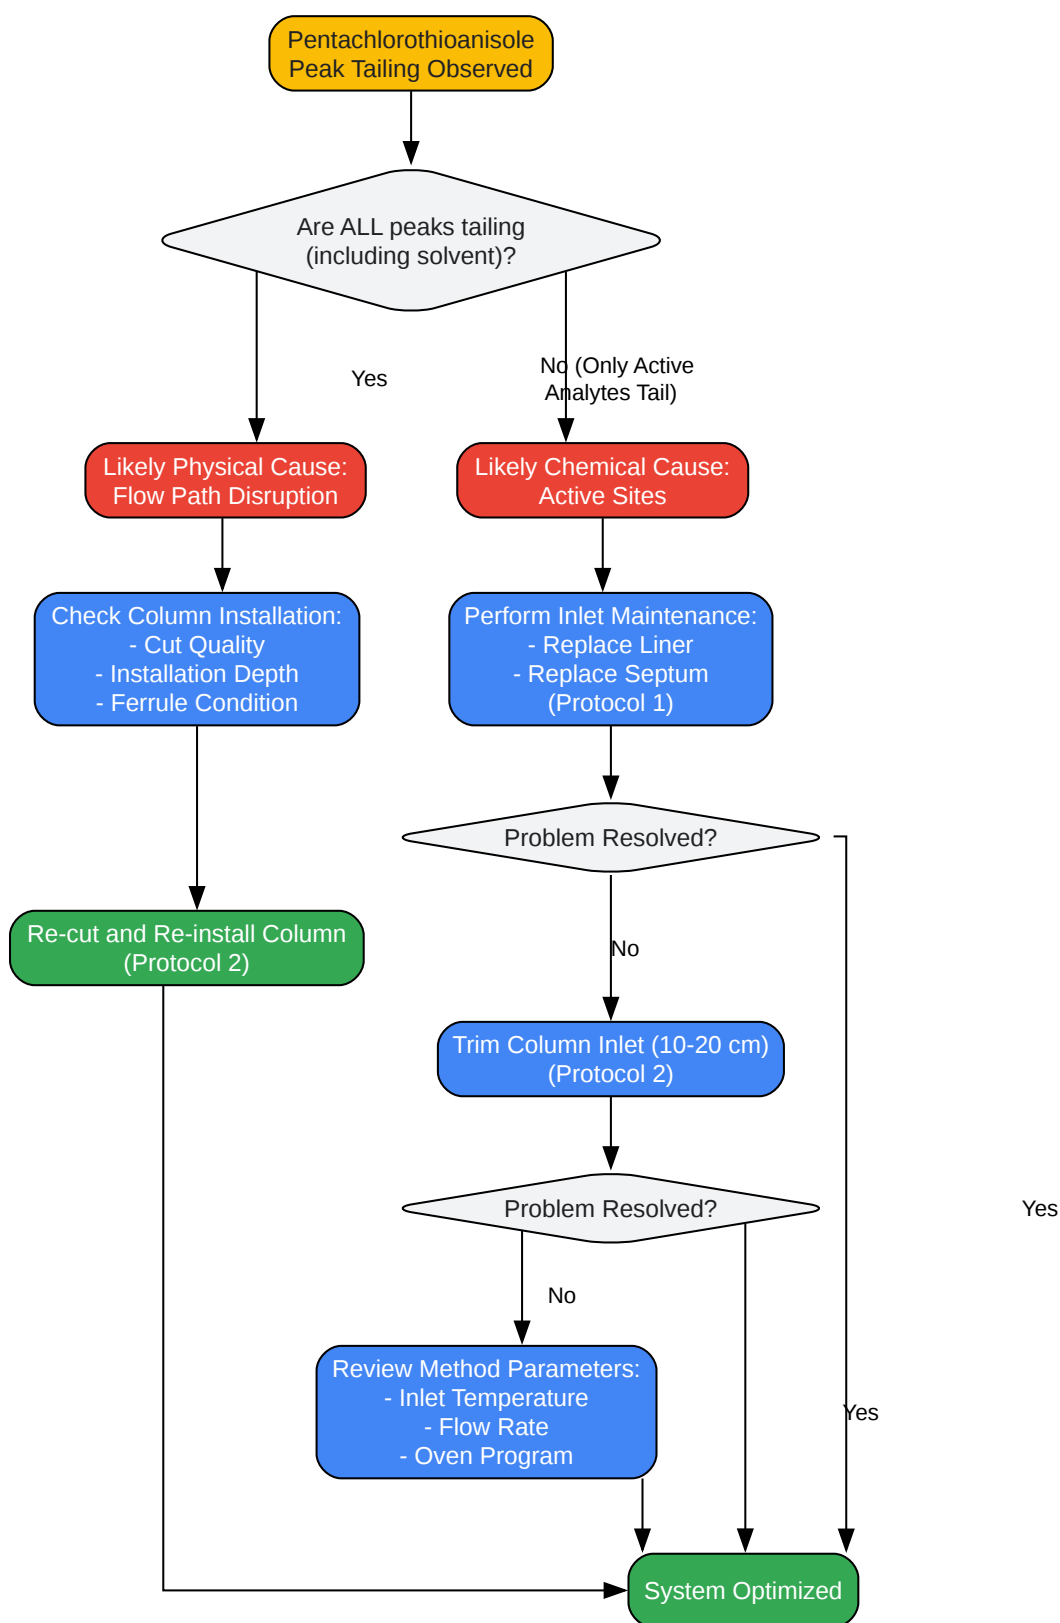 Pentachlorothioanisole
Peak Tailing Observed
Are ALL peaks tailing
(including solvent)?
Yes
No (Only Active
Analytes Tail)
Likely Physical Cause:
Flow Path Disruption
Likely Chemical Cause:
Active Sites
Check Column Installation:
- Cut Quality
- Installation Depth
- Ferrule Condition
Perform Inlet Maintenance:
- Replace Liner
- Replace Septum
(Protocol 1)
Problem Resolved?
Re-cut and Re-install Column
(Protocol 2)
No
Trim Column Inlet (10-20 cm)
(Protocol 2)
Problem Resolved?
Yes
No
Review Method Parameters:
- Inlet Temperature
- Flow Rate
- Oven Program
Yes
System Optimized